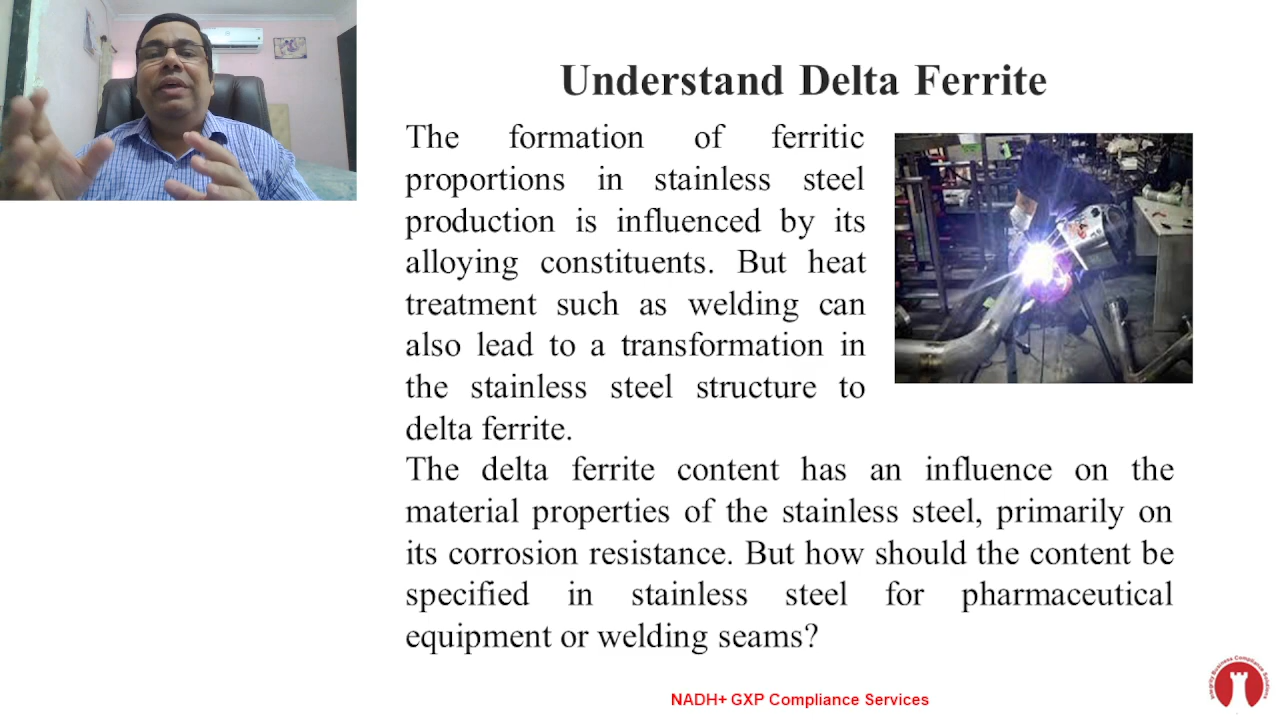 Understand Delta Ferrite
The formation of ferritic
proportions in stainless steel
production is influenced by its
alloying constituents. But heat
treatment such as welding can
also lead to a transformation in
the stainless steel structure to
delta ferrite.
The delta ferrite content has an influence on the
material properties of the stainless steel, primarily on
its corrosion resistance. But how should the content be
specified in stainless steel for pharmaceutical
equipment or welding seams?
NADH+ GXP Compliance Services
Integrity Business Compliance Solutions